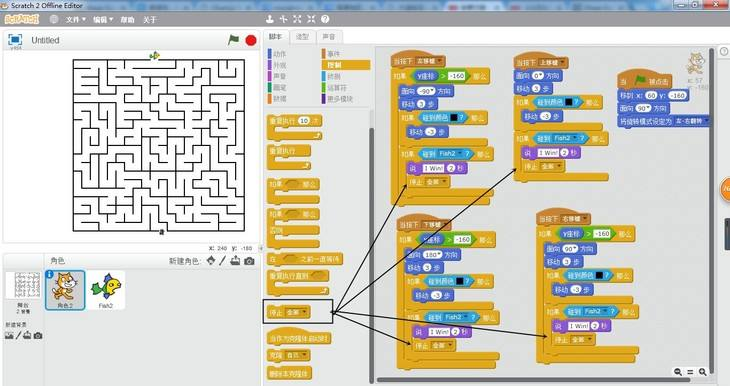 Scratch 2 Offline Editor
SCRATCH
文件▼ 编辑▼ 帮助 关于
v454
Untitled
脚本 造型 声音
动作 事件
外观 控制
声音 侦测
画笔 运算符
数据 更多模块
重复执行 10 次
重复执行
如果 那么
如果 那么
否则
在 之前一直等待
重复执行直到
停止 全部
当作为克隆体启动时
克隆 自己
删除本克隆体
x: 240 y: -180
角色 新建角色:
舞台
2 背景
新建背景
角色2
Fish2
当按下 左移键
如果 y座标 > -160 那么
面向 -90 方向
移动 3 步
如果 碰到颜色 ? 那么
移动 -3 步
如果 碰到 Fish2 ? 那么
说 I Win! 2 秒
停止 全部
当按下 上移键
面向 0 方向
移动 3 步
如果 碰到颜色 ? 那么
移动 -3 步
如果 碰到 Fish2 ? 那么
说 I Win! 2 秒
停止 全部
当 被点击
移到 x: 60 y: -160
面向 90 方向
将旋转模式设定为 左-右翻转
x: 57
y: -160
当按下 下移键
如果 y座标 > -160 那么
面向 180 方向
移动 3 步
如果 碰到颜色 ? 那么
移动 -3 步
如果 碰到 Fish2 ? 那么
说 I Win! 2 秒
停止 全部
当按下 右移键
如果 y座标 > -160 那么
面向 90 方向
移动 3 步
如果 碰到颜色 ? 那么
移动 -3 步
如果 碰到 Fish2 ? 那么
说 I Win! 2 秒
停止 全部